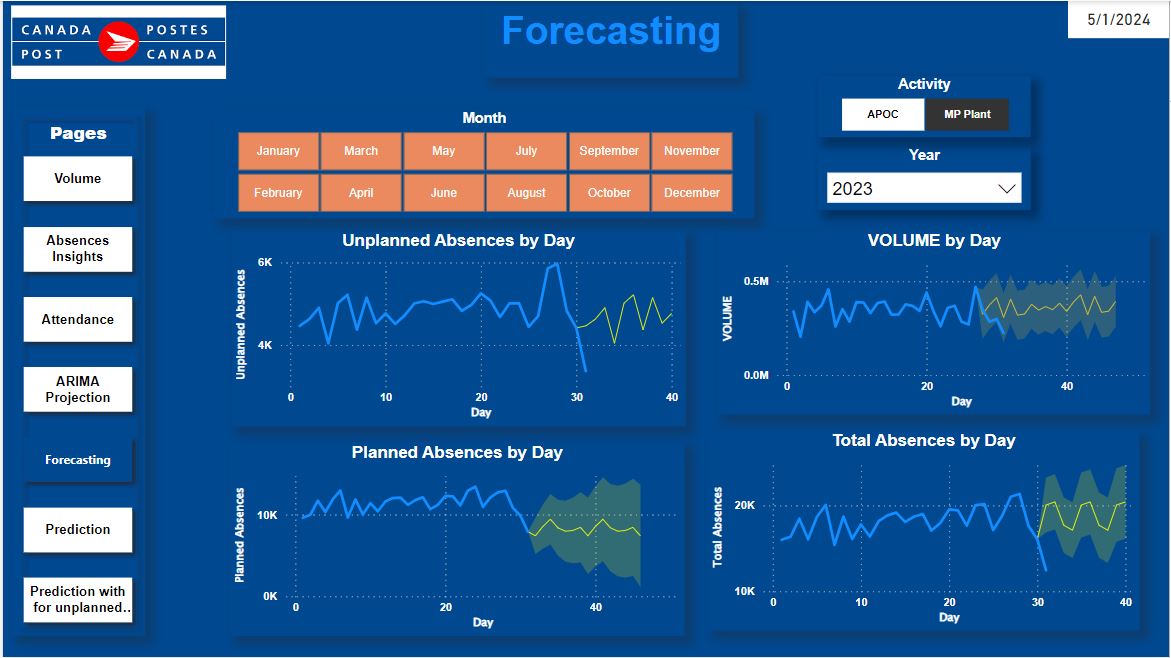 CANADA POSTES
POST CANADA
Forecasting
5/1/2024
Activity
APOC MP Plant
Year
2023
Month
January March May July September November
February April June August October December
Pages
Volume
Absences
Insights
Attendance
ARIMA
Projection
Forecasting
Prediction
Prediction with
for unplanned..
Unplanned Absences by Day
Unplanned Absences
6K
4K
0 10 20 30 40
Day
VOLUME by Day
VOLUME
0.5M
0.0M
0 20 40
Day
Planned Absences by Day
Planned Absences
10K
0K
0 20 40
Day
Total Absences by Day
Total Absences
20K
10K
0 10 20 30 40
Day